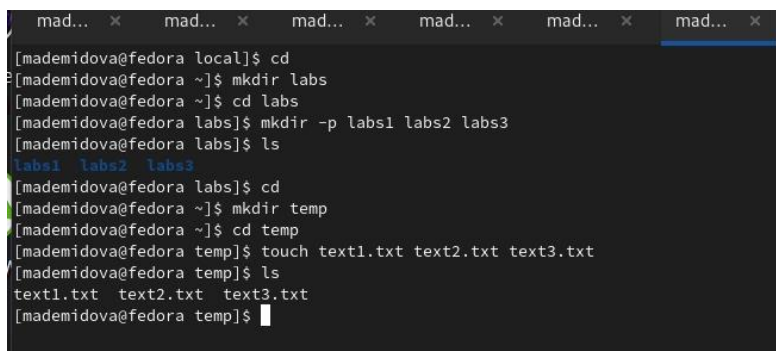 mad... × mad... × mad... × mad... × mad... × mad... ×
[mademidova@fedora local]$ cd
[mademidova@fedora ~]$ mkdir labs
[mademidova@fedora ~]$ cd labs
[mademidova@fedora labs]$ mkdir -p labs1 labs2 labs3
[mademidova@fedora labs]$ ls
labs1  labs2  labs3
[mademidova@fedora labs]$ cd
[mademidova@fedora ~]$ mkdir temp
[mademidova@fedora ~]$ cd temp
[mademidova@fedora temp]$ touch text1.txt text2.txt text3.txt
[mademidova@fedora temp]$ ls
text1.txt  text2.txt  text3.txt
[mademidova@fedora temp]$